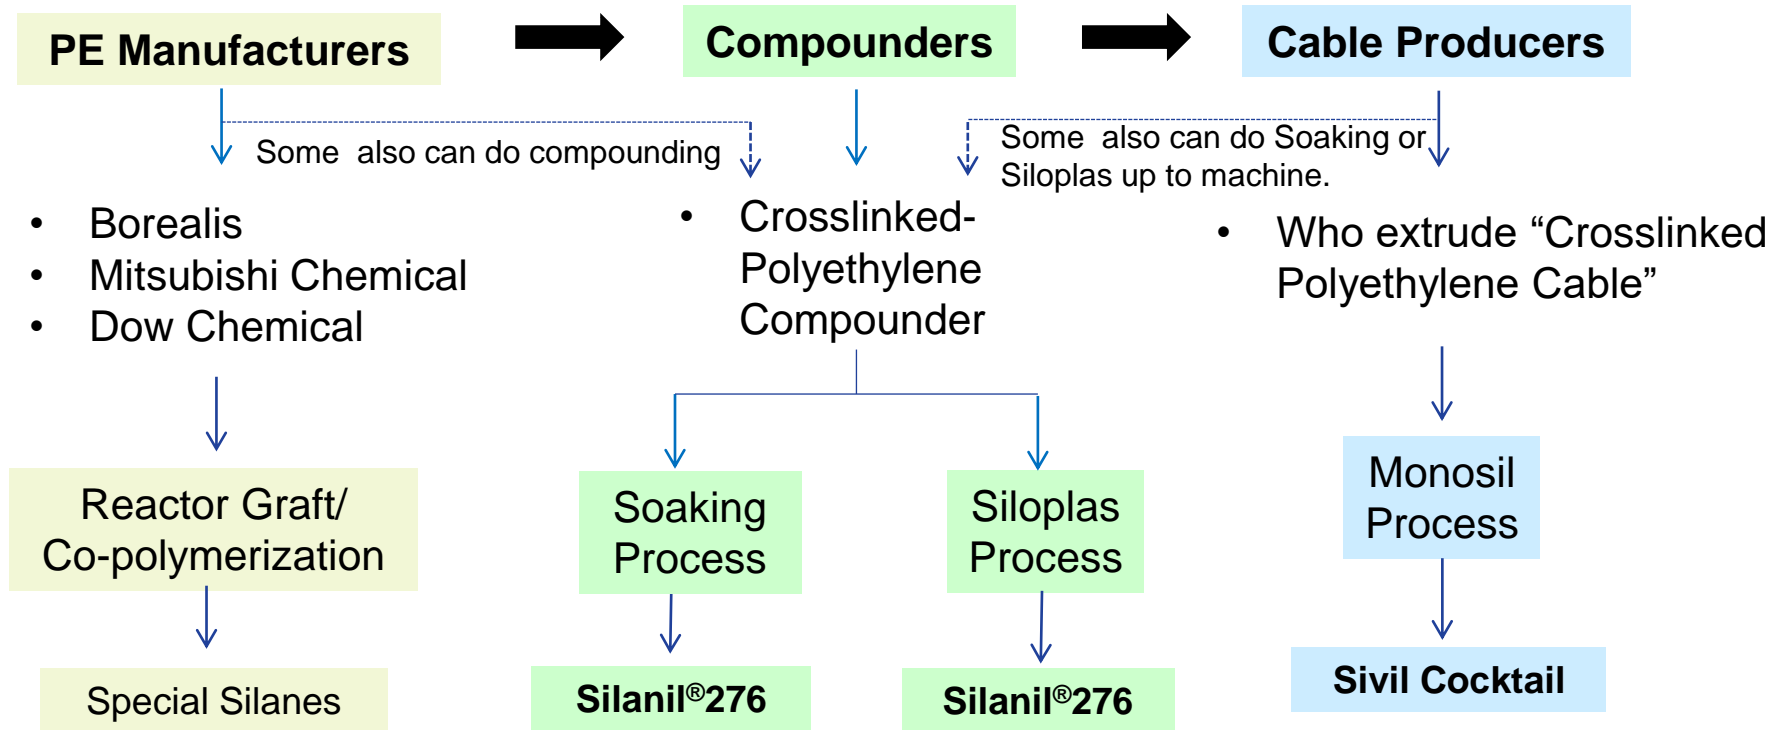 PE Manufacturers
Compounders
Cable Producers
Some also can do compounding
Some also can do Soaking or
Siloplas up to machine.
• Borealis
• Mitsubishi Chemical
• Dow Chemical
• Crosslinked-
Polyethylene
Compounder
• Who extrude “Crosslinked
Polyethylene Cable”
Reactor Graft/
Co-polymerization
Soaking
Process
Siloplas
Process
Monosil
Process
Special Silanes
Silanil®276
Silanil®276
Sivil Cocktail